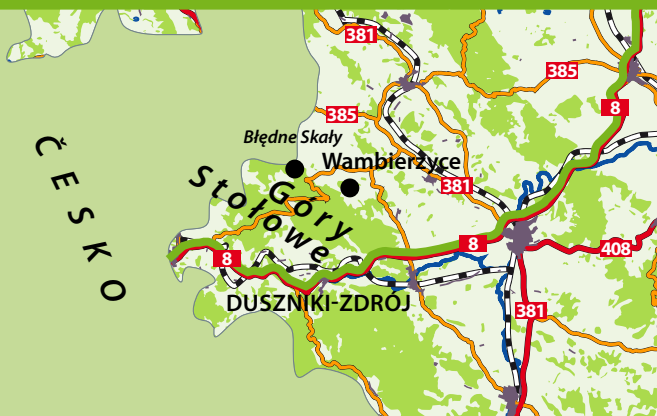 381
385
8
385
Błędne Skały
Wambierzyce
ČESKO
381
Góry
Stołowe
8
408
8
DUSZNIKI-ZDRÓJ
381